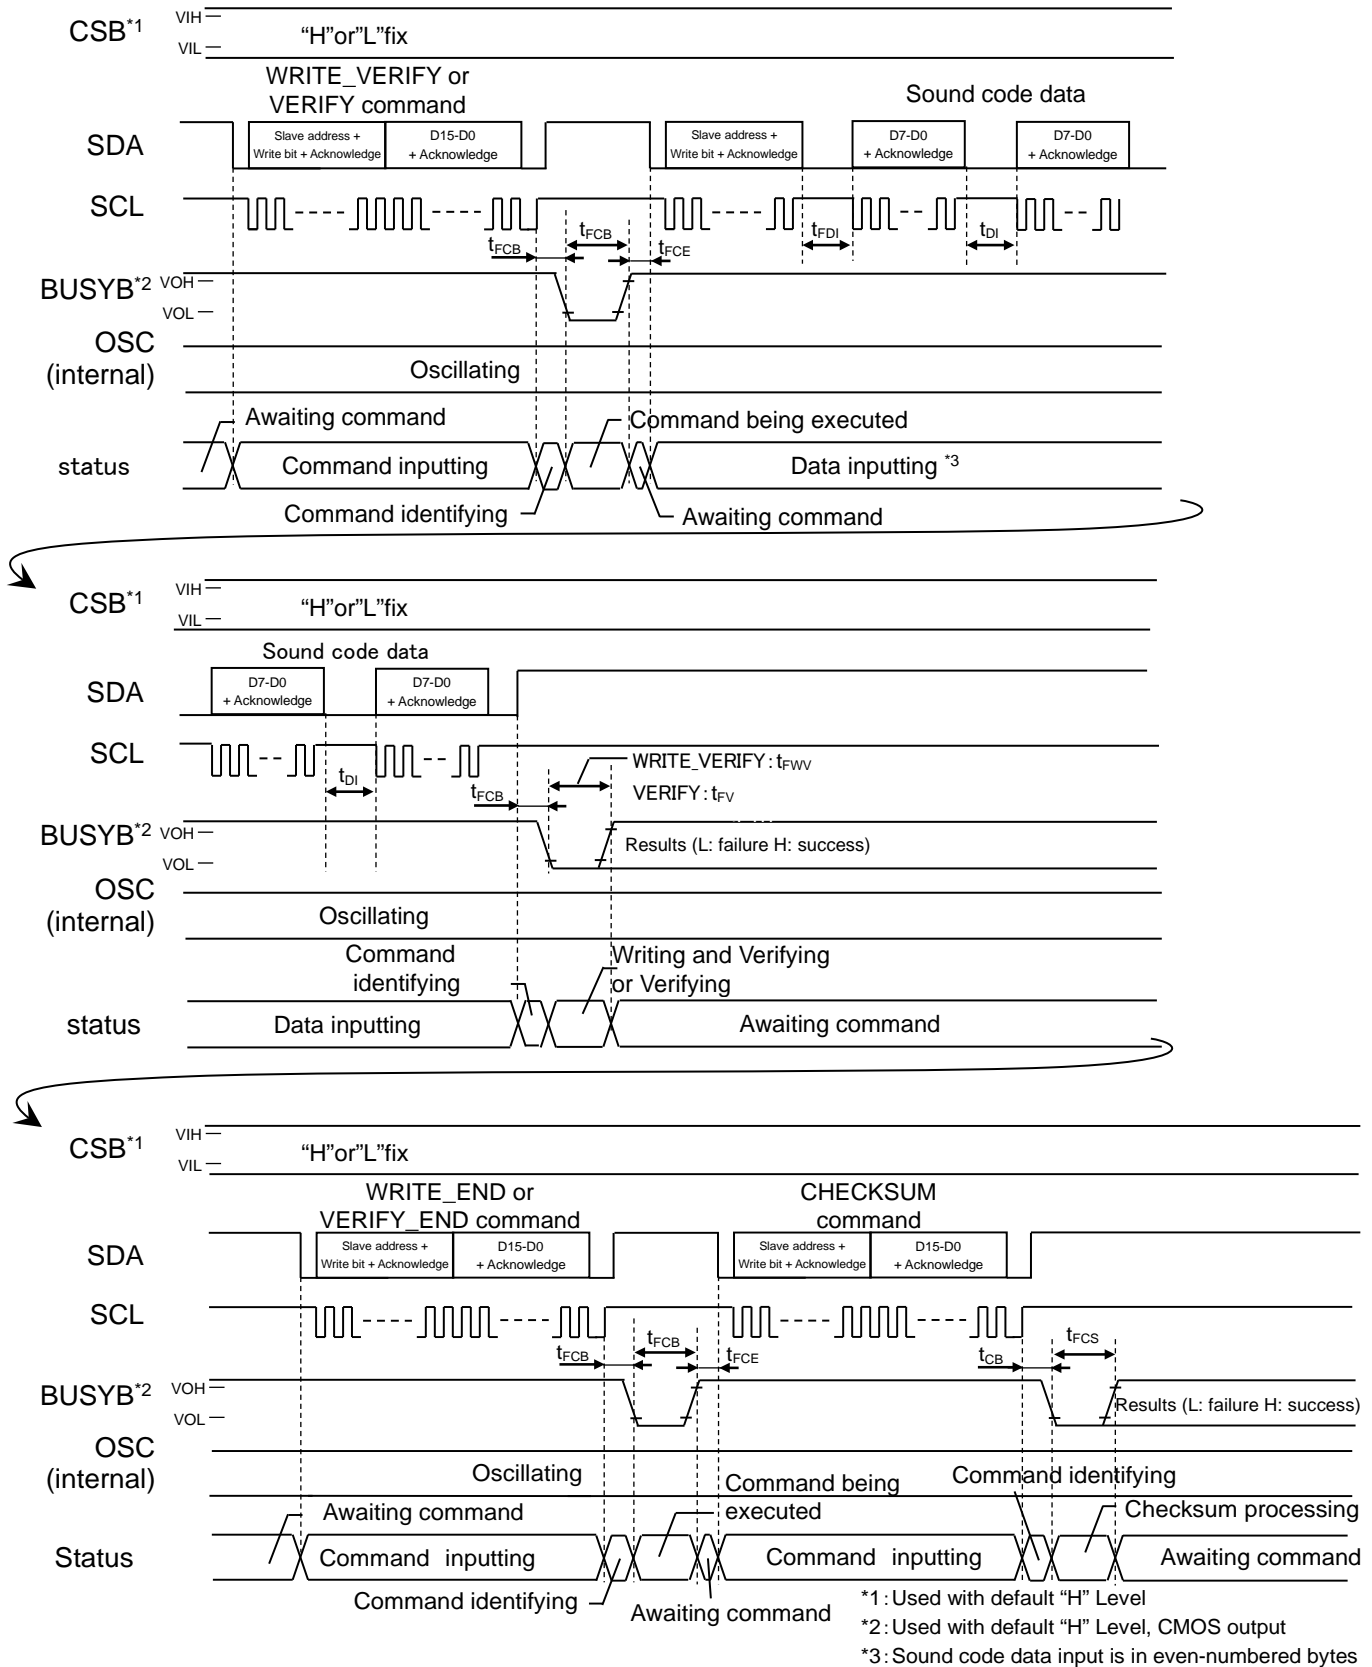 CSB*1
VIH
VIL
“H”or”L”fix
WRITE_VERIFY or
VERIFY command
Sound code data
SDA
Slave address +
Write bit + Acknowledge
D15-D0
+ Acknowledge
Slave address +
Write bit + Acknowledge
D7-D0
+ Acknowledge
D7-D0
+ Acknowledge
SCL
tFCB
tFCB
tFCE
tFDI
tDI
BUSYB*2
VOH
VOL
OSC
(internal)
Oscillating
Awaiting command
Command being executed
status
Command inputting
Data inputting *3
Command identifying
Awaiting command
CSB*1
VIH
VIL
“H”or”L”fix
Sound code data
SDA
D7-D0
+ Acknowledge
D7-D0
+ Acknowledge
SCL
tDI
tFCB
WRITE_VERIFY: tFWV
VERIFY: tFV
BUSYB*2
VOH
VOL
Results (L: failure H: success)
OSC
(internal)
Oscillating
Command
identifying
Writing and Verifying
or Verifying
status
Data inputting
Awaiting command
CSB*1
VIH
VIL
“H”or”L”fix
WRITE_END or
VERIFY_END command
CHECKSUM
command
SDA
Slave address +
Write bit + Acknowledge
D15-D0
+ Acknowledge
Slave address +
Write bit + Acknowledge
D15-D0
+ Acknowledge
SCL
tFCB
tFCB
tFCE
tCB
tFCS
BUSYB*2
VOH
VOL
Results (L: failure H: success)
OSC
(internal)
Oscillating
Command being
executed
Command identifying
Awaiting command
Checksum processing
Status
Command inputting
Command inputting
Awaiting command
Command identifying
Awaiting command
*1: Used with default “H” Level
*2: Used with default “H” Level, CMOS output
*3: Sound code data input is in even-numbered bytes